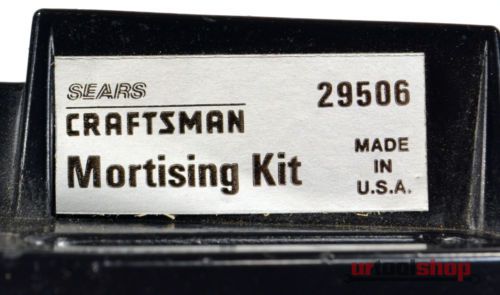 SEARS
CRAFTSMAN
Mortising Kit
29506
MADE
IN
U.S.A.
urtoolshop